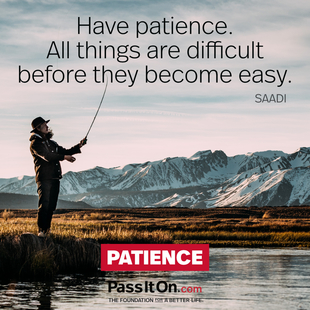 Have patience.
All things are difficult
before they become easy.
SAADI
PATIENCE
PassItOn.com
THE FOUNDATION FOR A BETTER LIFE.